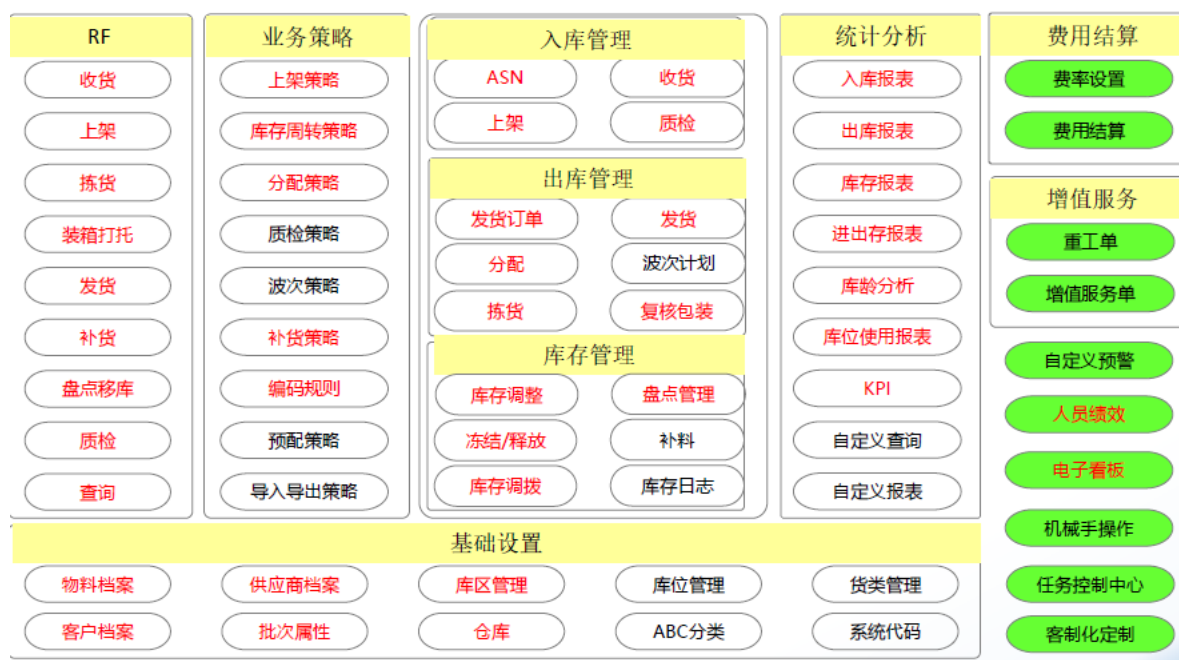 RF
收货
上架
拣货
装箱打托
发货
补货
盘点移库
质检
查询
业务策略
上架策略
库存周转策略
分配策略
质检策略
波次策略
补货策略
编码规则
预配策略
导入导出策略
入库管理
ASN
收货
上架
质检
出库管理
发货订单
发货
分配
波次计划
拣货
复核包装
库存管理
库存调整
盘点管理
冻结/释放
补料
库存调拨
库存日志
统计分析
入库报表
出库报表
库存报表
进出存报表
库龄分析
库位使用报表
KPI
自定义查询
自定义报表
费用结算
费率设置
费用结算
增值服务
重工单
增值服务单
自定义预警
人员绩效
电子看板
机械手操作
任务控制中心
客制化定制
基础设置
物料档案
供应商档案
库区管理
库位管理
货类管理
客户档案
批次属性
仓库
ABC分类
系统代码